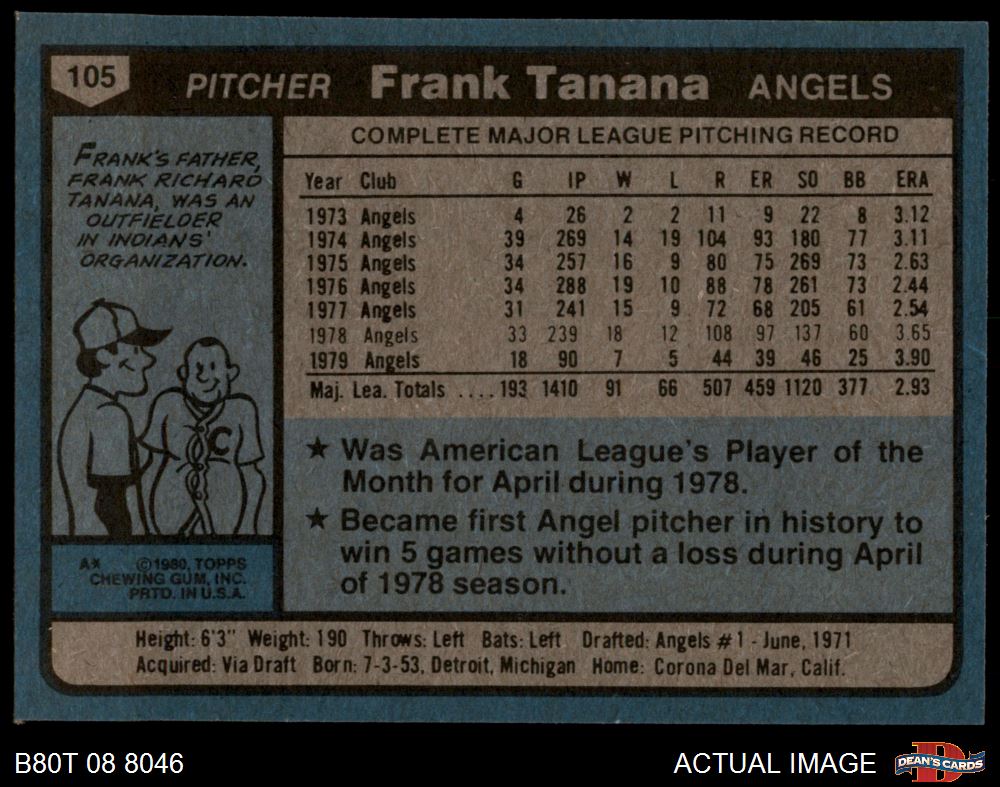 105 PITCHER Frank Tanana ANGELS
FRANK'S FATHER,
FRANK RICHARD
TANANA, WAS AN
OUTFIELDER
IN INDIANS'
ORGANIZATION.
C
A* ©1980, TOPPS
CHEWING GUM, INC.
PRTD. IN U.S.A.
COMPLETE MAJOR LEAGUE PITCHING RECORD
Year Club G IP W L R ER SO BB ERA
1973 Angels 4 26 2 2 11 9 22 8 3.12
1974 Angels 39 269 14 19 104 93 180 77 3.11
1975 Angels 34 257 16 9 80 75 269 73 2.63
1976 Angels 34 288 19 10 88 78 261 73 2.44
1977 Angels 31 241 15 9 72 68 205 61 2.54
1978 Angels 33 239 18 12 108 97 137 60 3.65
1979 Angels 18 90 7 5 44 39 46 25 3.90
Maj. Lea. Totals .... 193 1410 91 66 507 459 1120 377 2.93
★ Was American League's Player of the
Month for April during 1978.
★ Became first Angel pitcher in history to
win 5 games without a loss during April
of 1978 season.
Height: 6'3" Weight: 190 Throws: Left Bats: Left Drafted: Angels #1 - June, 1971
Acquired: Via Draft Born: 7-3-53, Detroit, Michigan Home: Corona Del Mar, Calif.
B80T 08 8046 ACTUAL IMAGE D DEAN'S CARDS